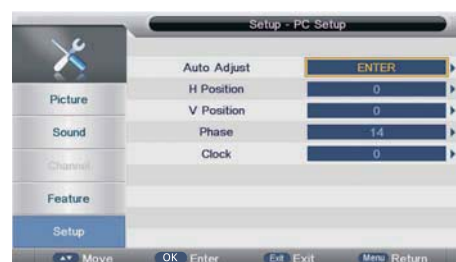 Setup - PC Setup
Auto Adjust ENTER
H Position 0
V Position 0
Phase 14
Clock 0
Picture
Sound
Channel
Feature
Setup
Move OK Enter Exit Exit Menu Return